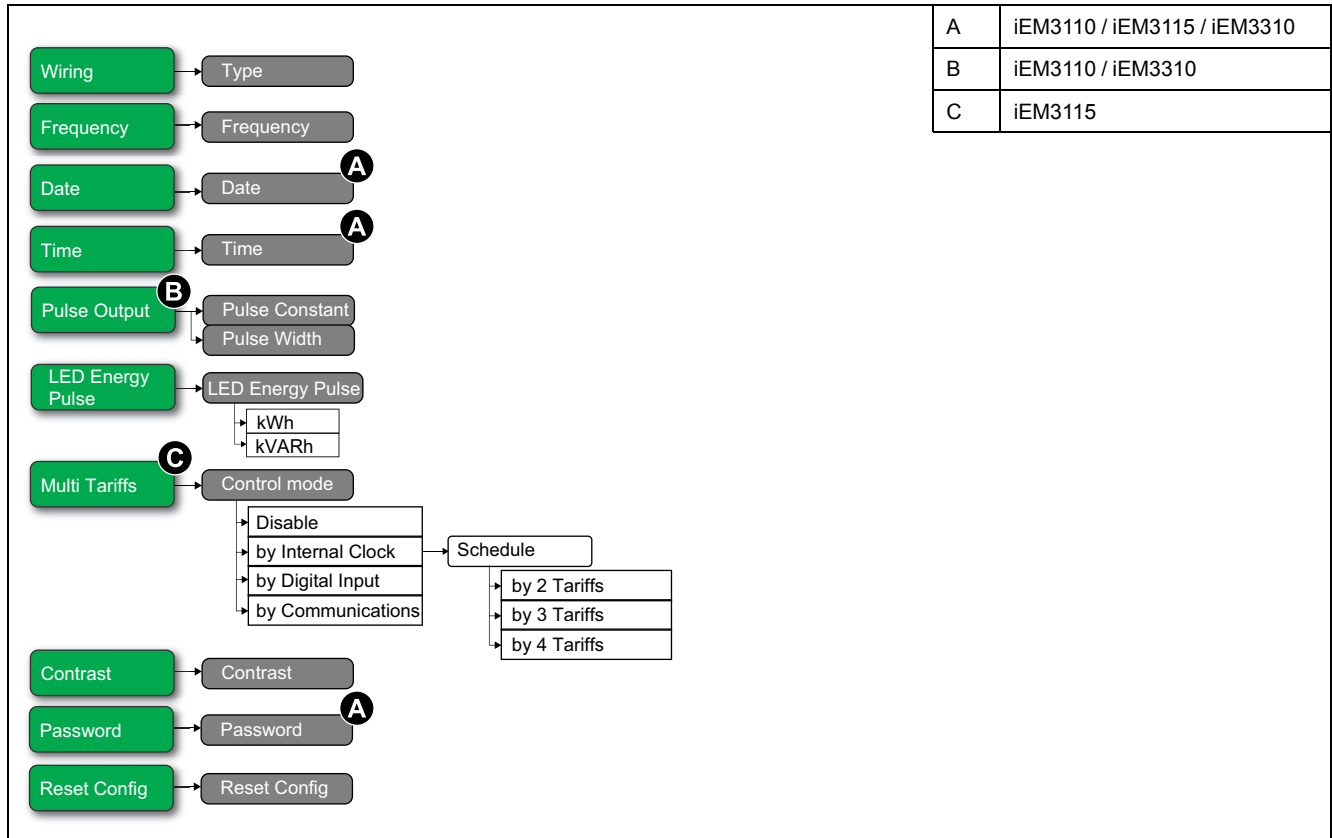 A iEM3110 / iEM3115 / iEM3310
B iEM3110 / iEM3310
C iEM3115
Wiring Type
Frequency Frequency
Date Date A
Time Time A
Pulse Output B Pulse Constant
Pulse Width
LED Energy
Pulse
LED Energy Pulse
kWh
kVARh
Multi Tariffs C Control mode
Disable
by Internal Clock Schedule
by Digital Input by 2 Tariffs
by Communications by 3 Tariffs
by 4 Tariffs
Contrast Contrast
Password Password A
Reset Config Reset Config